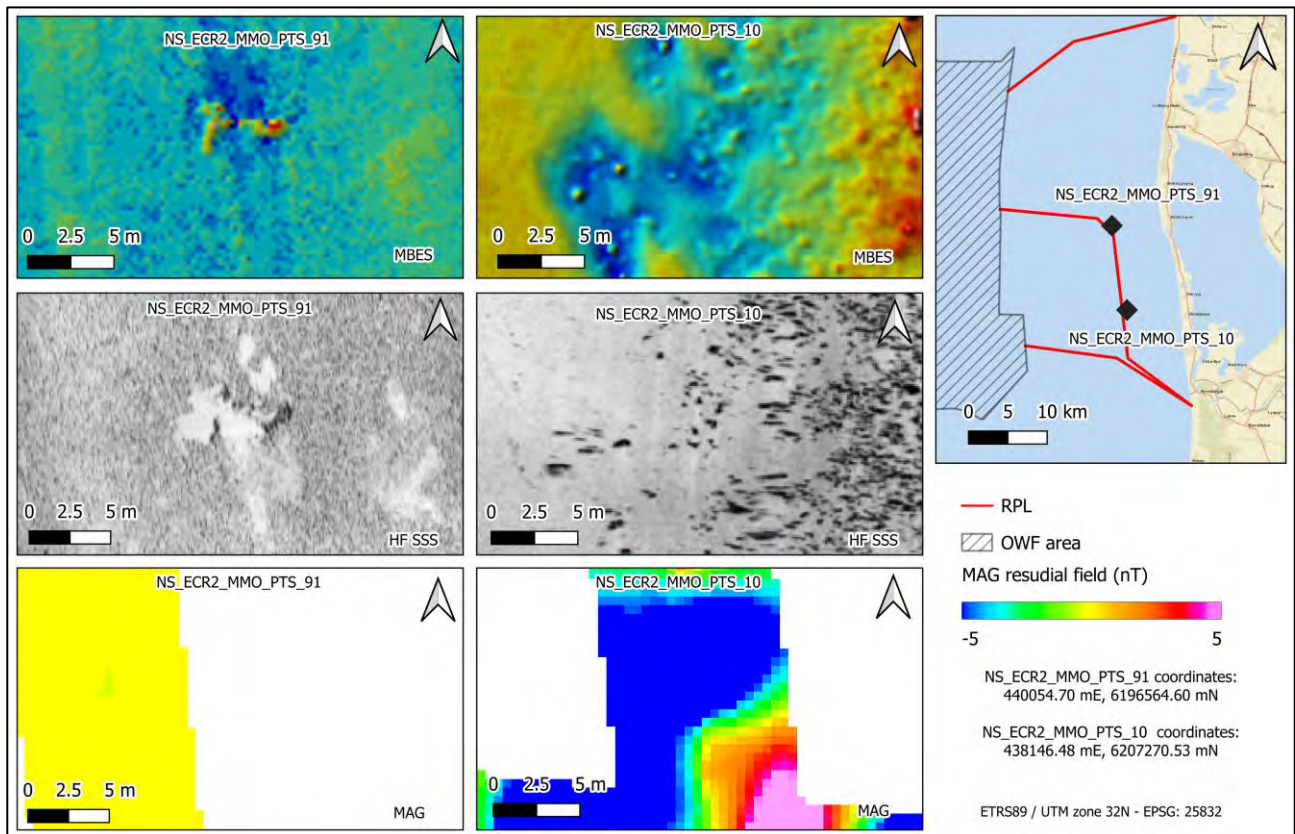 NS_ECR2_MMO_PTS_91
0 2.5 5 m
MBES
NS_ECR2_MMO_PTS_10
0 2.5 5 m
MBES
NS_ECR2_MMO_PTS_91
NS_ECR2_MMO_PTS_10
0 5 10 km
NS_ECR2_MMO_PTS_91
0 2.5 5 m
HF SSS
NS_ECR2_MMO_PTS_10
0 2.5 5 m
HF SSS
NS_ECR2_MMO_PTS_91
0 2.5 5 m
MAG
NS_ECR2_MMO_PTS_10
0 2.5 5 m
MAG
RPL
OWF area
MAG resudial field (nT)
-5 5
NS_ECR2_MMO_PTS_91 coordinates:
440054.70 mE, 6196564.60 mN
NS_ECR2_MMO_PTS_10 coordinates:
438146.48 mE, 6207270.53 mN
ETRS89 / UTM zone 32N - EPSG: 25832